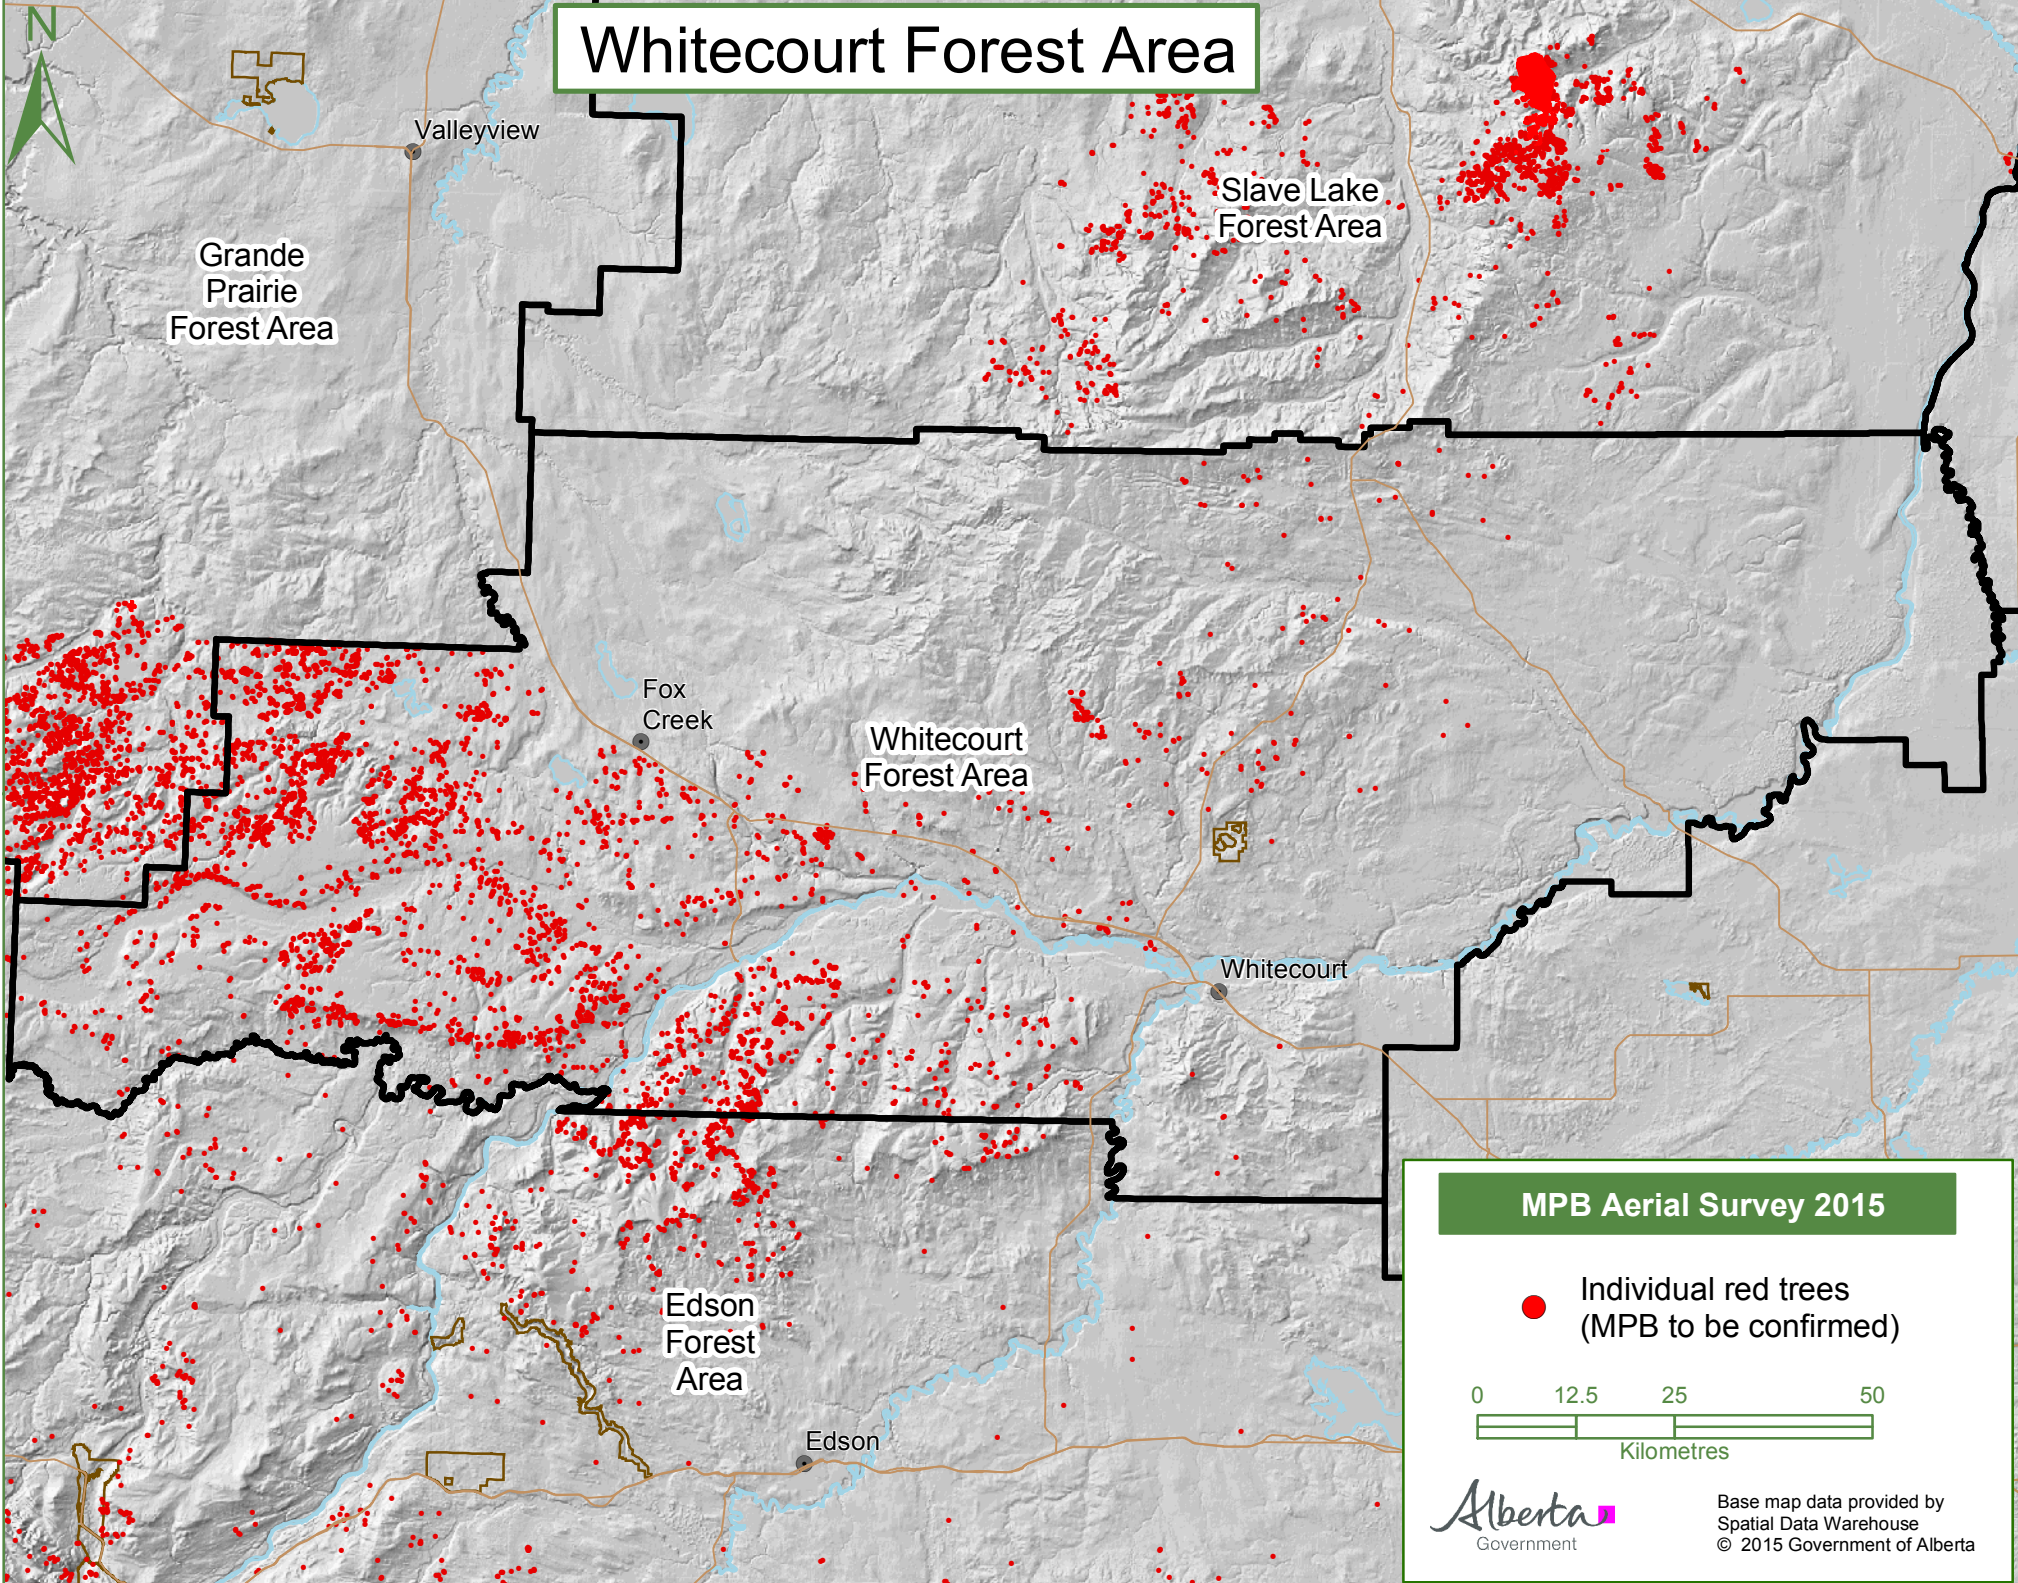 Whitecourt Forest Area
N
Valleyview
Slave Lake
Forest Area
Grande
Prairie
Forest Area
Fox
Creek
Whitecourt
Forest Area
Whitecourt
Edson
Forest
Area
Edson
MPB Aerial Survey 2015
Individual red trees
(MPB to be confirmed)
0 12.5 25 50
Kilometres
Alberta
Government
Base map data provided by
Spatial Data Warehouse
© 2015 Government of Alberta